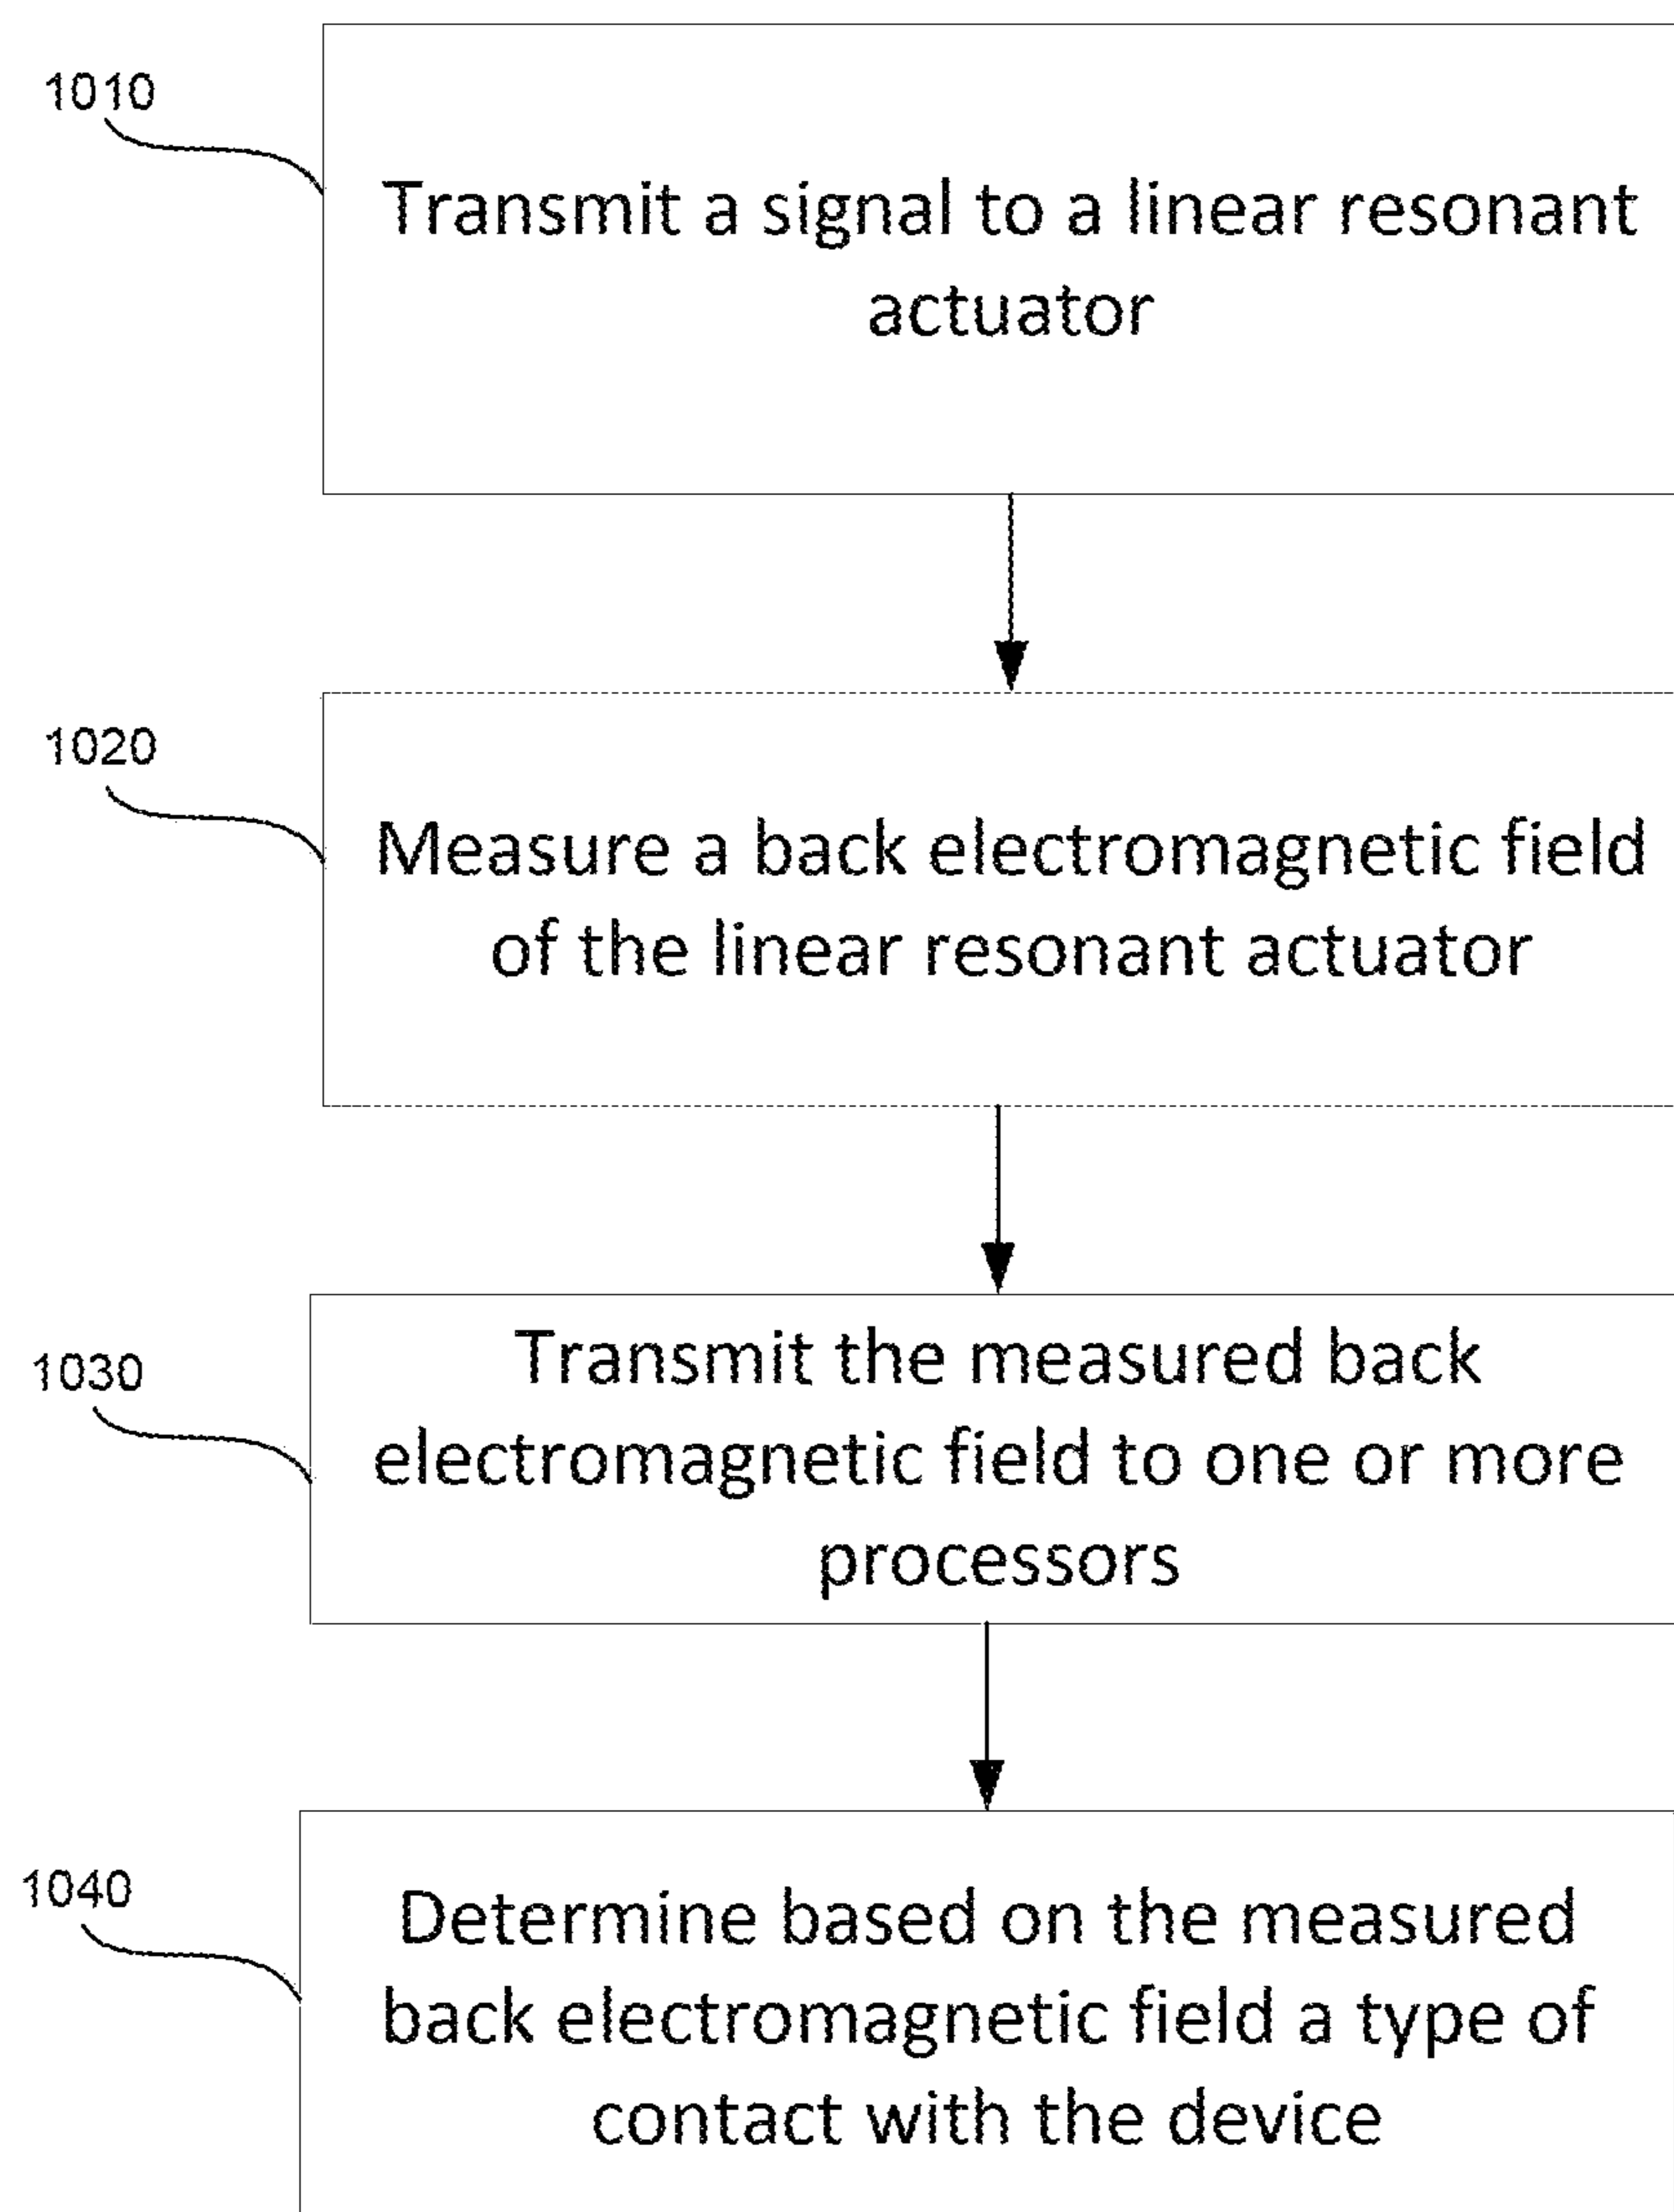 1010
Transmit a signal to a linear resonant
actuator
1020
Measure a back electromagnetic field
of the linear resonant actuator
1030
Transmit the measured back
electromagnetic field to one or more
processors
1040
Determine based on the measured
back electromagnetic field a type of
contact with the device